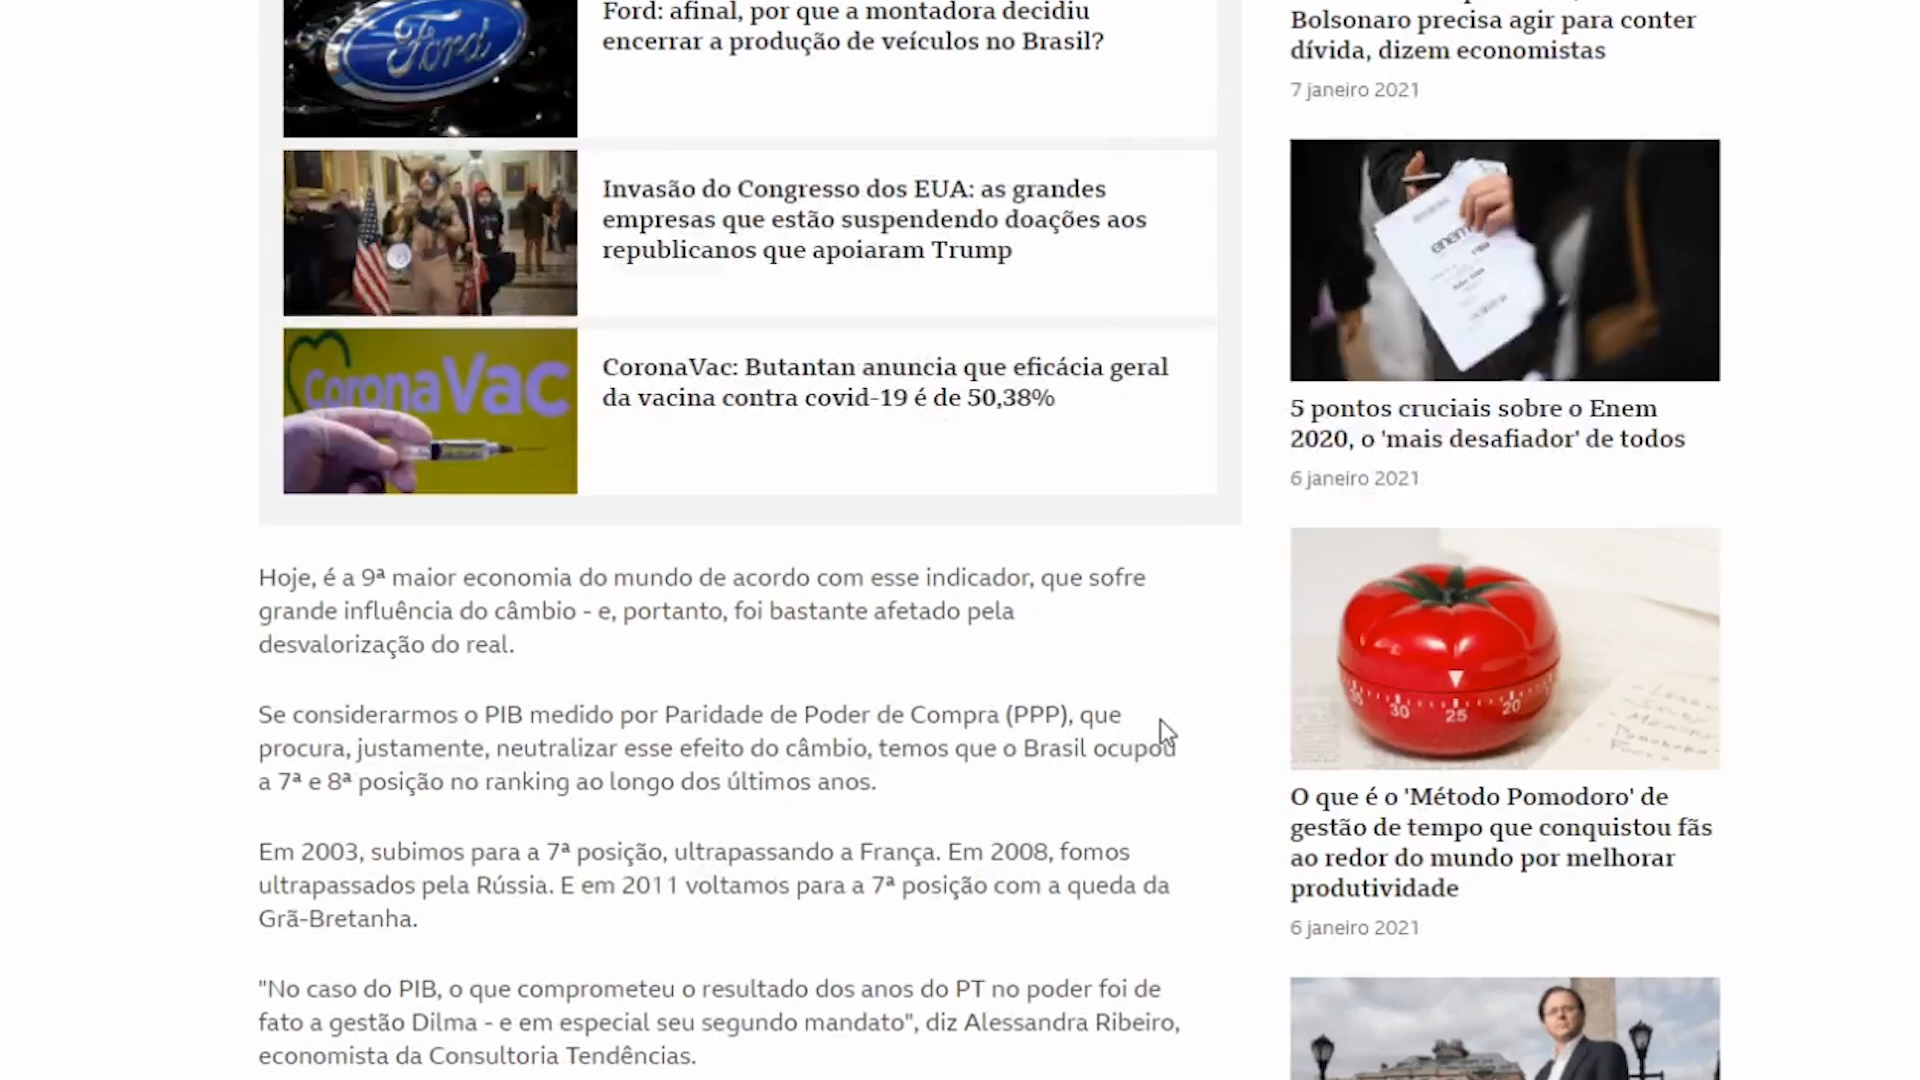 Ford
Ford: afinal, por que a montadora decidiu
encerrar a produção de veículos no Brasil?
Invasão do Congresso dos EUA: as grandes
empresas que estão suspendendo doações aos
republicanos que apoiaram Trump
CoronaVac
CoronaVac: Butantan anuncia que eficácia geral
da vacina contra covid-19 é de 50,38%
Hoje, é a 9ª maior economia do mundo de acordo com esse indicador, que sofre
grande influência do câmbio - e, portanto, foi bastante afetado pela
desvalorização do real.
Se considerarmos o PIB medido por Paridade de Poder de Compra (PPP), que
procura, justamente, neutralizar esse efeito do câmbio, temos que o Brasil ocupou
a 7ª e 8ª posição no ranking ao longo dos últimos anos.
Em 2003, subimos para a 7ª posição, ultrapassando a França. Em 2008, fomos
ultrapassados pela Rússia. E em 2011 voltamos para a 7ª posição com a queda da
Grã-Bretanha.
"No caso do PIB, o que comprometeu o resultado dos anos do PT no poder foi de
fato a gestão Dilma - e em especial seu segundo mandato", diz Alessandra Ribeiro,
economista da Consultoria Tendências.
Bolsonaro precisa agir para conter
dívida, dizem economistas
7 janeiro 2021
enem
5 pontos cruciais sobre o Enem
2020, o 'mais desafiador' de todos
6 janeiro 2021
35 30 25 20
O que é o 'Método Pomodoro' de
gestão de tempo que conquistou fãs
ao redor do mundo por melhorar
produtividade
6 janeiro 2021